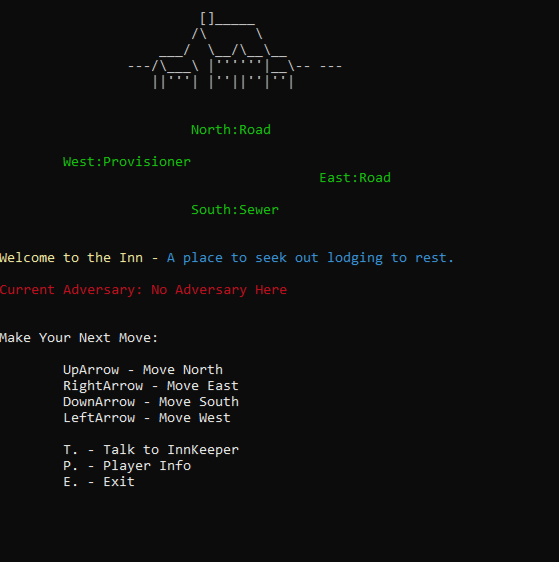 North:Road
West:Provisioner
East:Road
South:Sewer
Welcome to the Inn - A place to seek out lodging to rest.
Current Adversary: No Adversary Here
Make Your Next Move:
UpArrow - Move North
RightArrow - Move East
DownArrow - Move South
LeftArrow - Move West
T. - Talk to InnKeeper
P. - Player Info
E. - Exit